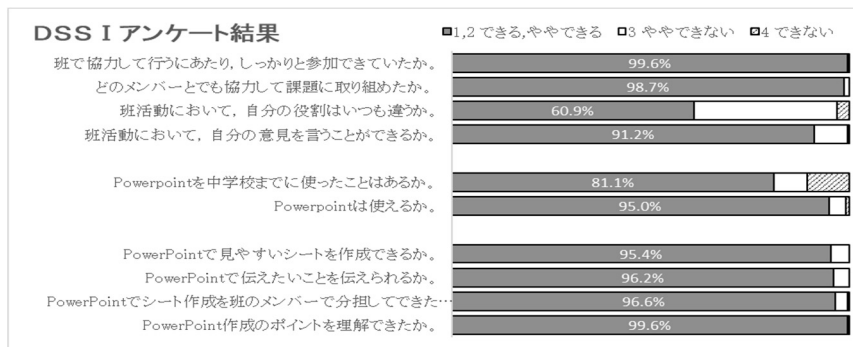 DSSⅠアンケート結果
1,2 できる,ややできる 3 ややできない 4 できない
班で協力して行うにあたり,しっかりと参加できていたか。 99.6%
どのメンバーとでも協力して課題に取り組めたか。 98.7%
班活動において, 自分の役割はいつも違うか。 60.9%
班活動において, 自分の意見を言うことができるか。 91.2%
Powerpointを中学校までに使ったことはあるか。 81.1%
Powerpointは使えるか。 95.0%
PowerPointで見やすいシートを作成できるか。 95.4%
PowerPointで伝えたいことを伝えられるか。 96.2%
PowerPointでシート作成を班のメンバーで分担してできた… 96.6%
PowerPoint作成のポイントを理解できたか。 99.6%